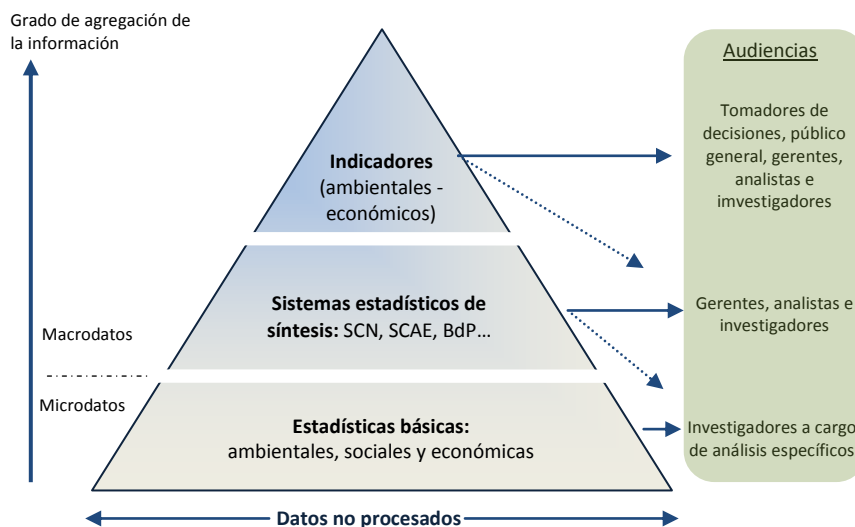 Grado de agregación de
la información
Audiencias
Tomadores de
decisiones, público
general, gerentes,
analistas e
imvestigadores
Indicadores
(ambientales -
económicos)
Sistemas estadísticos de
síntesis: SCN, SCAE, BdP...
Gerentes, analistas e
investigadores
Macrodatos
Microdatos
Estadísticas básicas:
ambientales, sociales y económicas
Investigadores a cargo
de análisis específicos
Datos no procesados